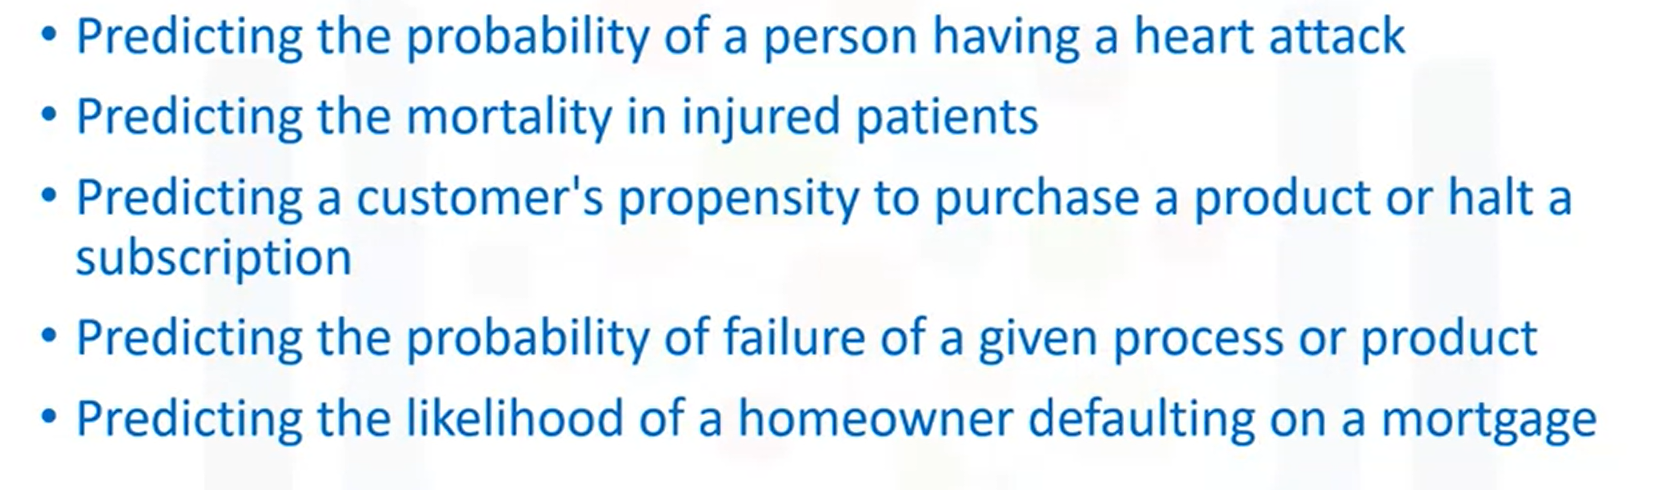 • Predicting the probability of a person having a heart attack
• Predicting the mortality in injured patients
• Predicting a customer's propensity to purchase a product or halt a
subscription
• Predicting the probability of failure of a given process or product
• Predicting the likelihood of a homeowner defaulting on a mortgage